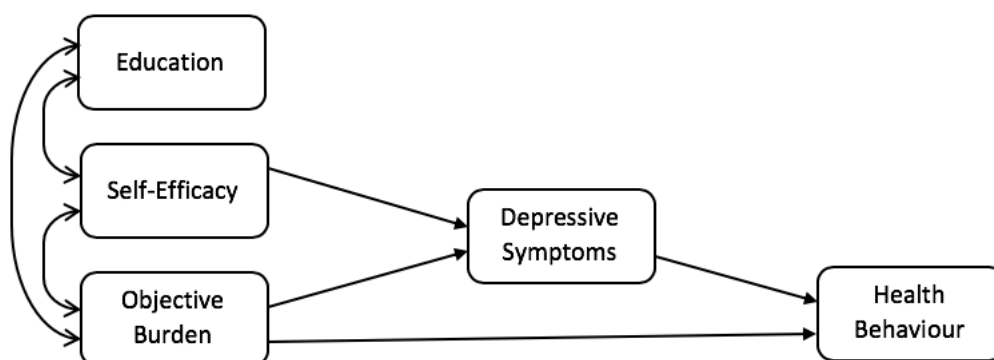 Education
Self-Efficacy
Depressive
Symptoms
Objective
Burden
Health
Behaviour